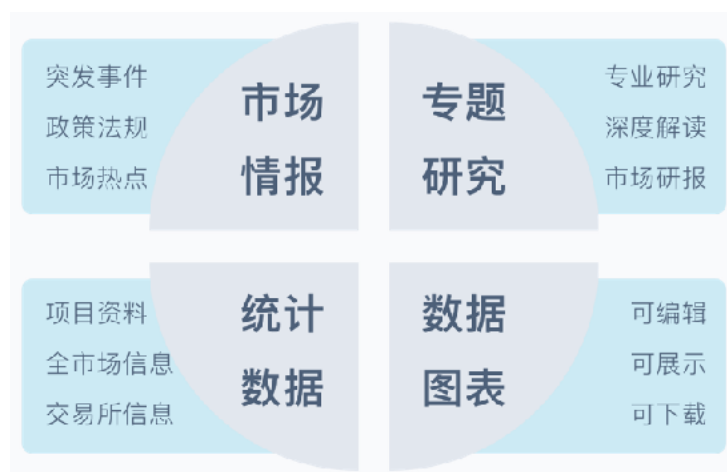 突发事件
政策法规
市场热点
市场
情报
专题
研究
专业研究
深度解读
市场研报
项目资料
全市场信息
交易所信息
统计
数据
数据
图表
可编辑
可展示
可下载